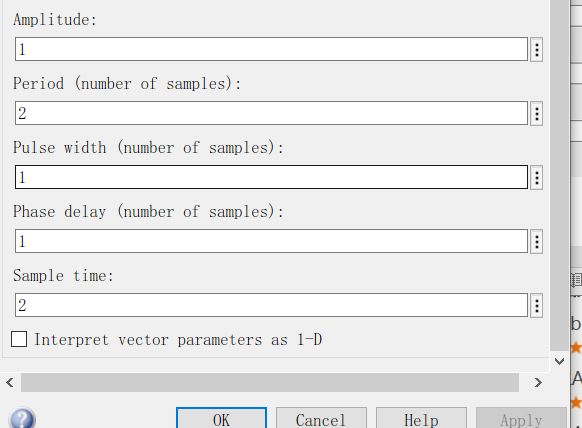 Amplitude:
1
Period (number of samples):
2
Pulse width (number of samples):
1
Phase delay (number of samples):
1
Sample time:
2
Interpret vector parameters as 1-D
b
A
OK Cancel Help Apply